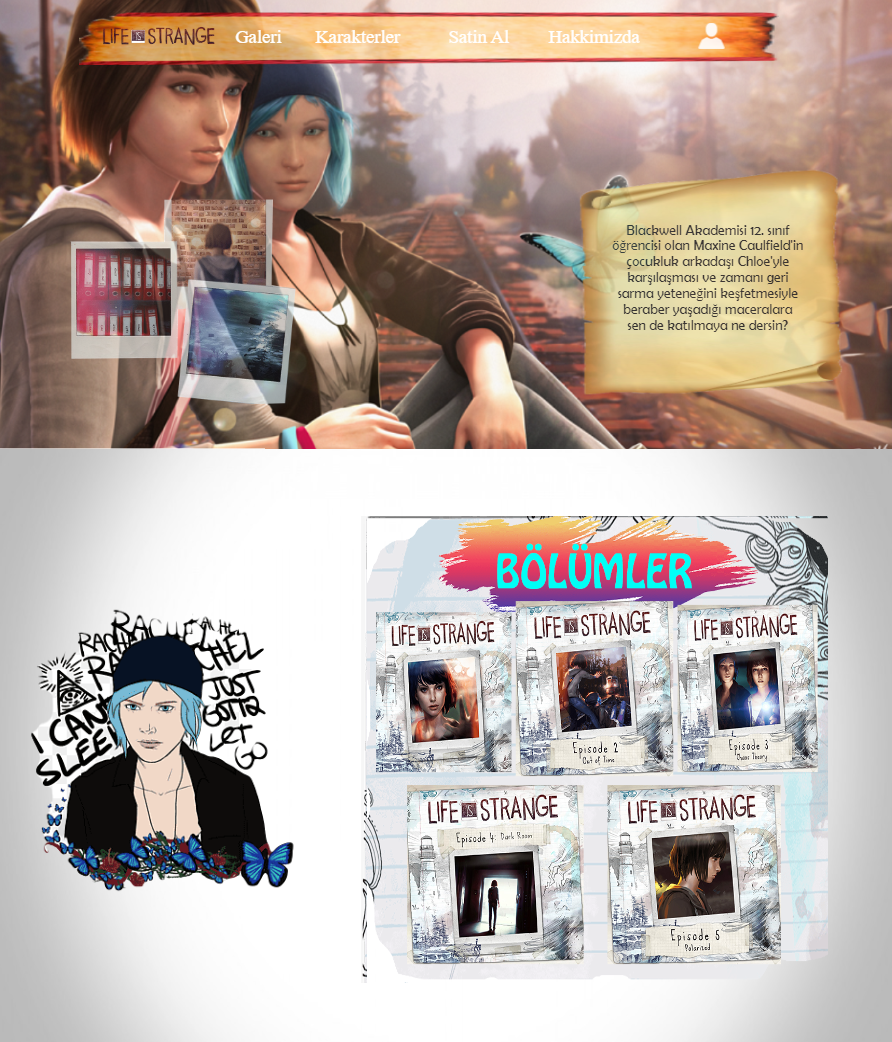 LIFE IS STRANGE Galeri Karakterler Satin Al Hakkimizda
Blackwell Akademisi 12. sınıf
öğrencisi olan Maxine Caulfield'in
çocukluk arkadaşı Chloe'yle
karşılaşması ve zamanı geri
sarma yeteneğini keşfetmesiyle
beraber yaşadığı maceralara
sen de katılmaya ne dersin?
BÖLÜMLER
RACHEL
JUST
GOTTA
LET
GO
I CAN'
SLEE
LIFE IS STRANGE
LIFE IS STRANGE
Episode 2
Out of Time
LIFE IS STRANGE
Episode 3
Chaos Theory
LIFE IS STRANGE
Episode 4: Dark Room
LIFE IS STRANGE
Episode 5
Polarized